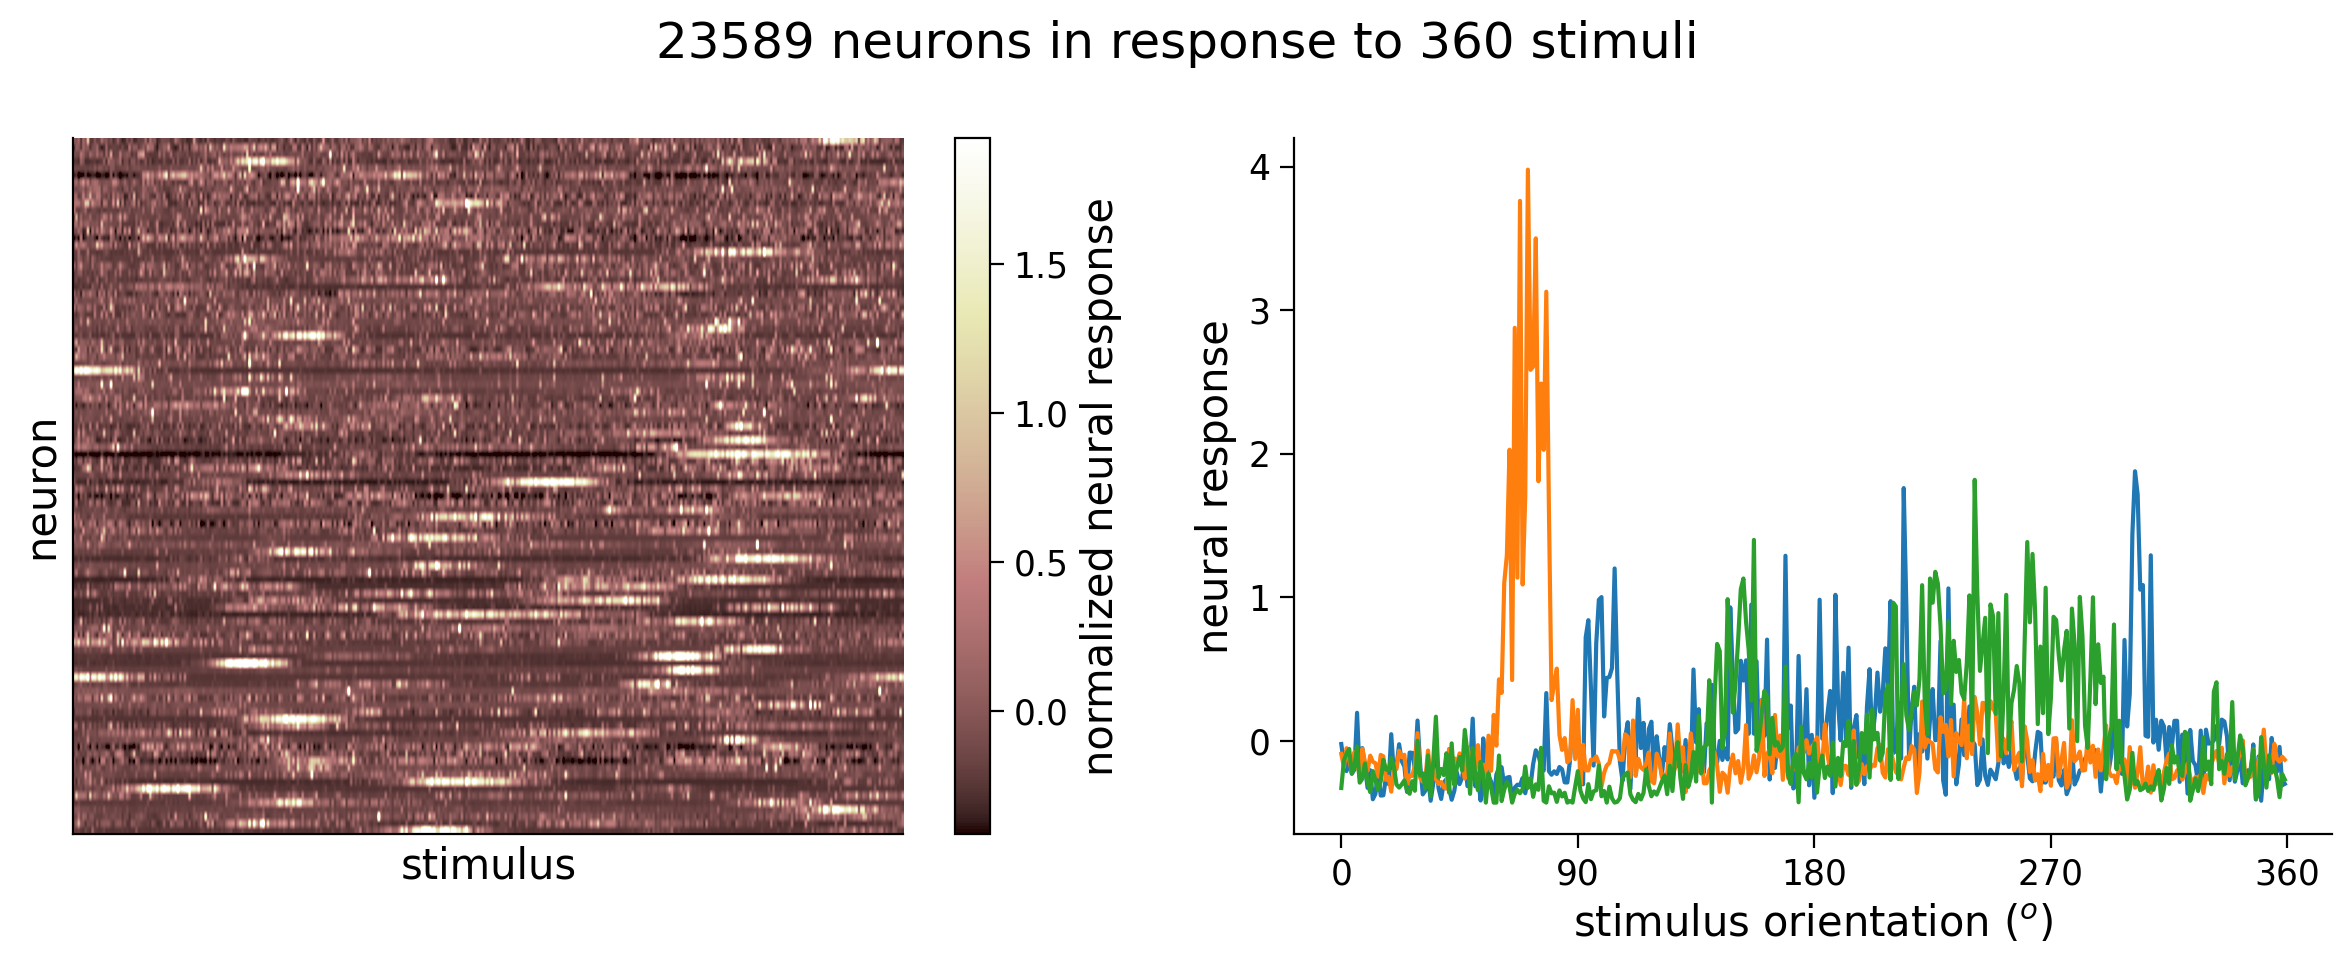 23589 neurons in response to 360 stimuli
neuron
stimulus
1.5
1.0
0.5
0.0
normalized neural response
neural response
4
3
2
1
0
0 90 180 270 360
stimulus orientation (°)